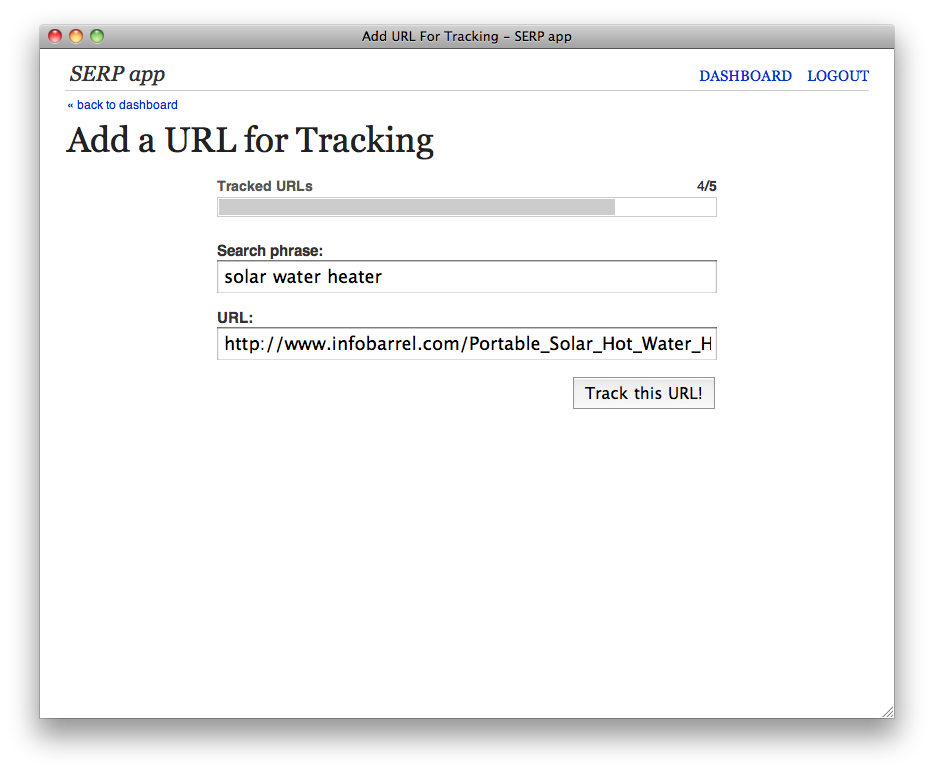 Add URL For Tracking – SERP app
SERP app
DASHBOARD LOGOUT
« back to dashboard
Add a URL for Tracking
Tracked URLs 4/5
Search phrase:
solar water heater
URL:
http://www.infobarrel.com/Portable_Solar_Hot_Water_H
Track this URL!